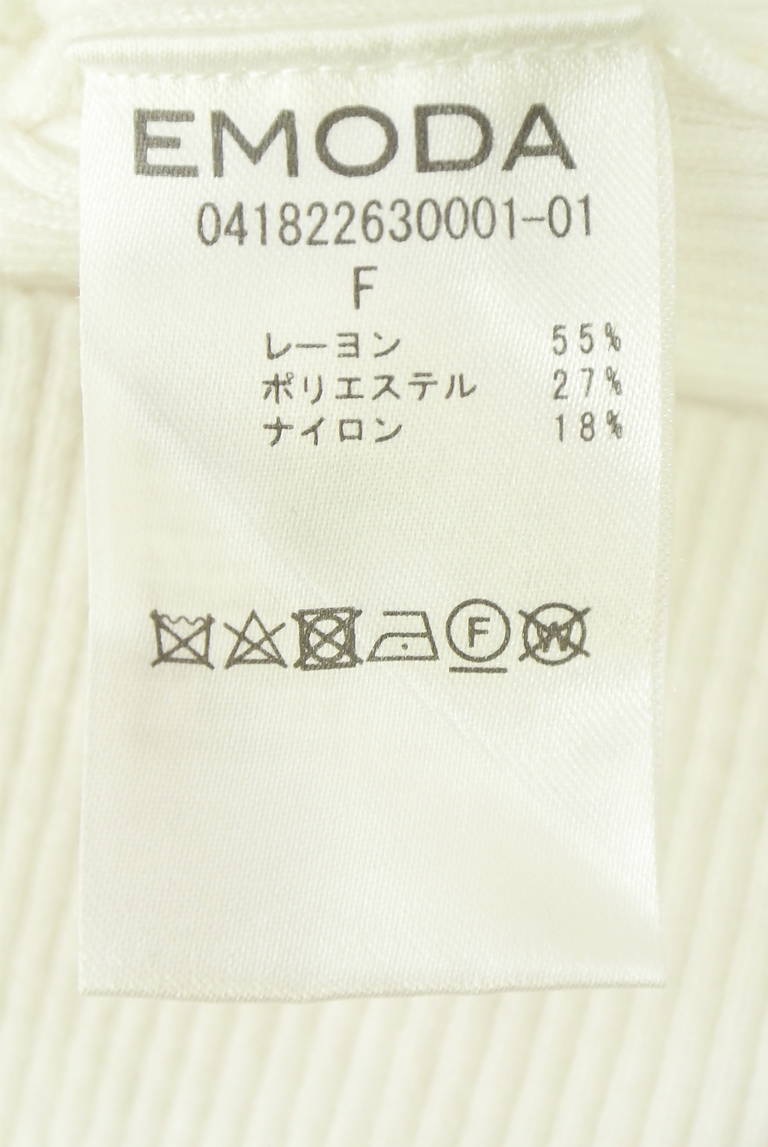 EMODA
041822630001-01
F
レーヨン 55%
ポリエステル 27%
ナイロン 18%
F W